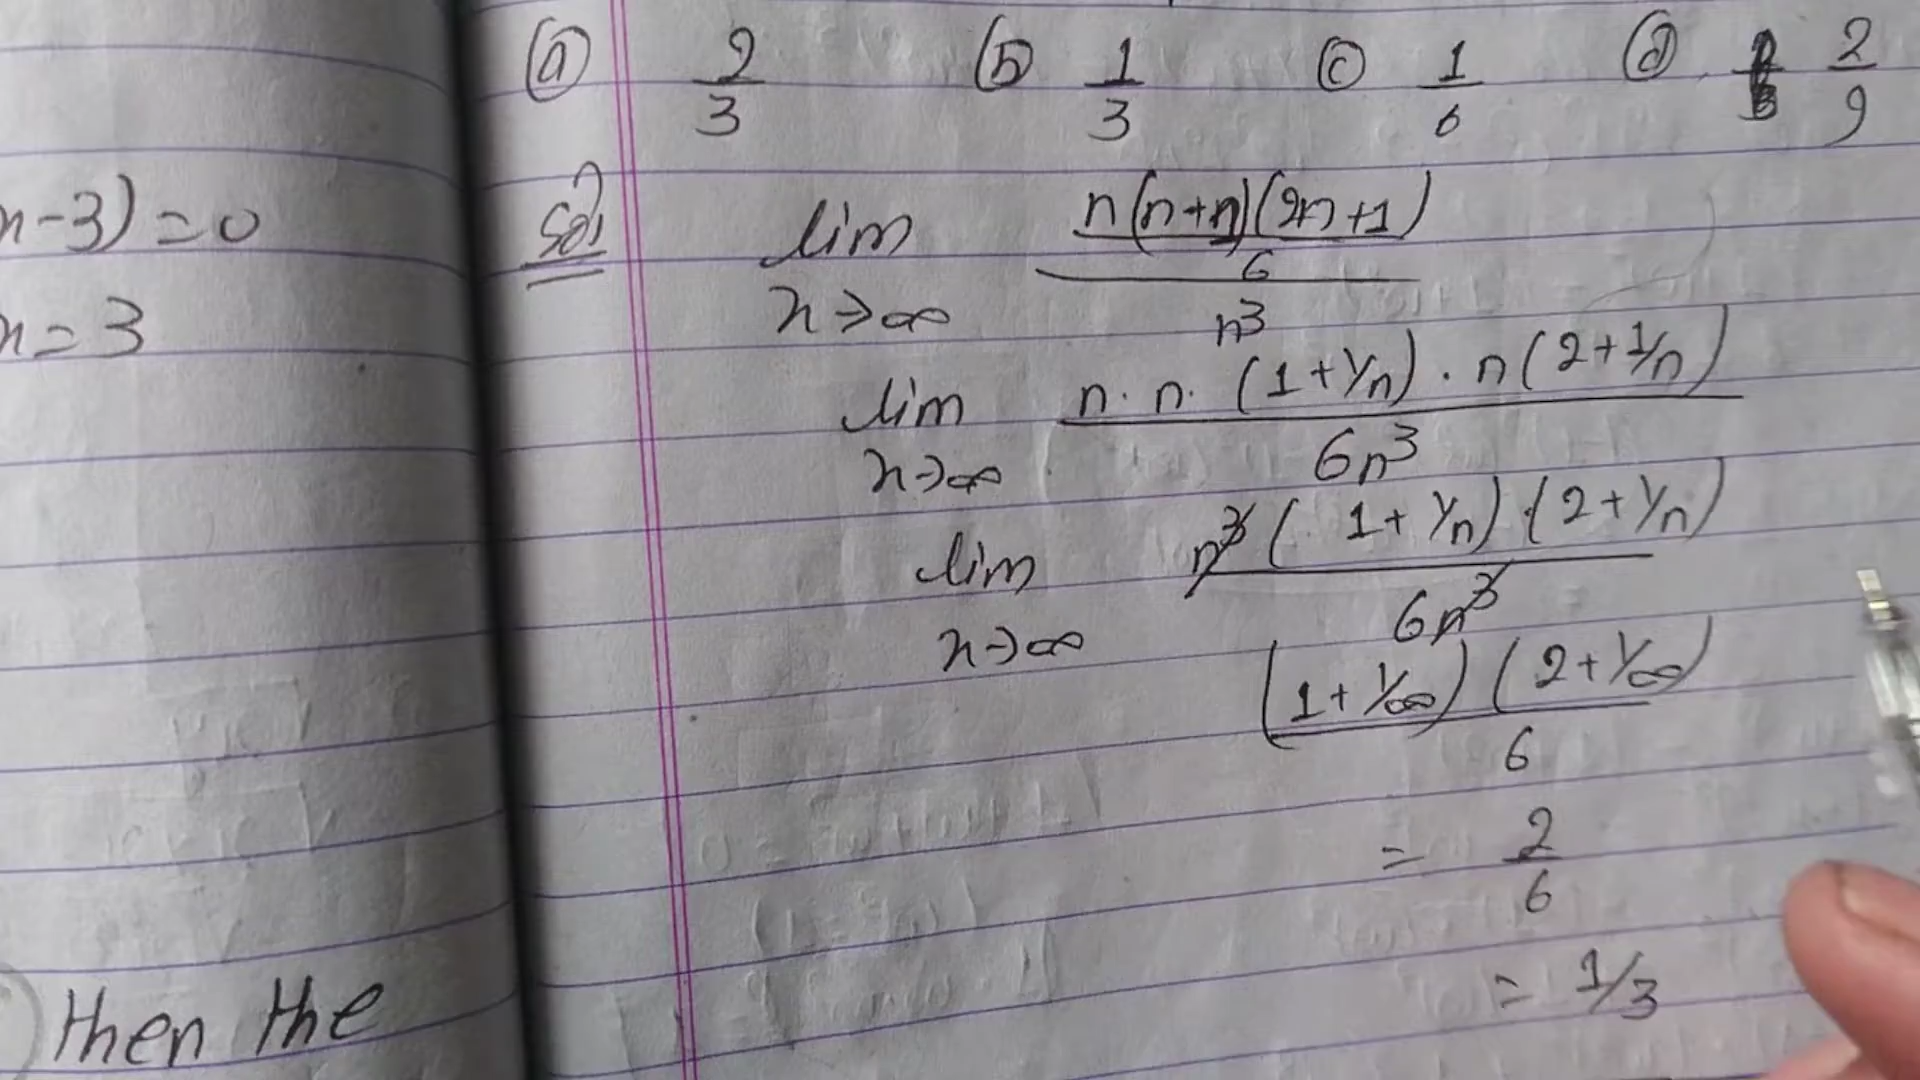 n-3) = 0
n = 3
then the
(a) 2/3 (b) 1/3 (c) 1/6 (d) 2/9
Sol
lim n(n+1)(2n+1)
6
n→∞ n³
lim n.n.(1+1/n).n(2+1/n)
n→∞ 6n³
lim n³(1+1/n).(2+1/n)
n→∞ 6n³
(1+1/∞)(2+1/∞)
6
= 2/6
= 1/3